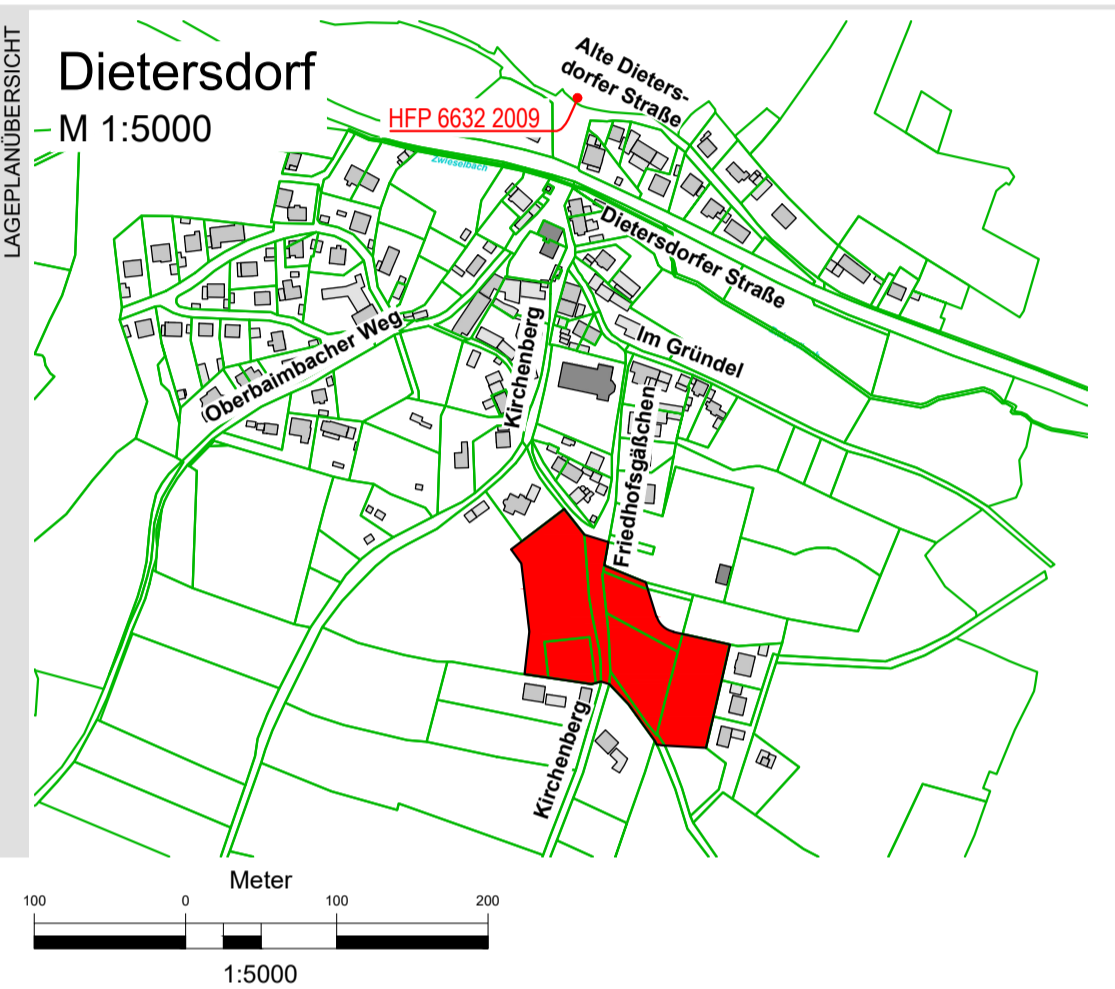 LAGEPLANÜBERSICHT
Dietersdorf
M 1:5000
HFP 6632 2009
Alte Dieters-
dorfer Straße
Zwieselbach
Dietersdorfer Straße
Im Gründel
Oberbaimbacher Weg
Kirchenberg
Friedhofsgäßchen
Kirchenberg
Meter
100 0 100 200
1:5000